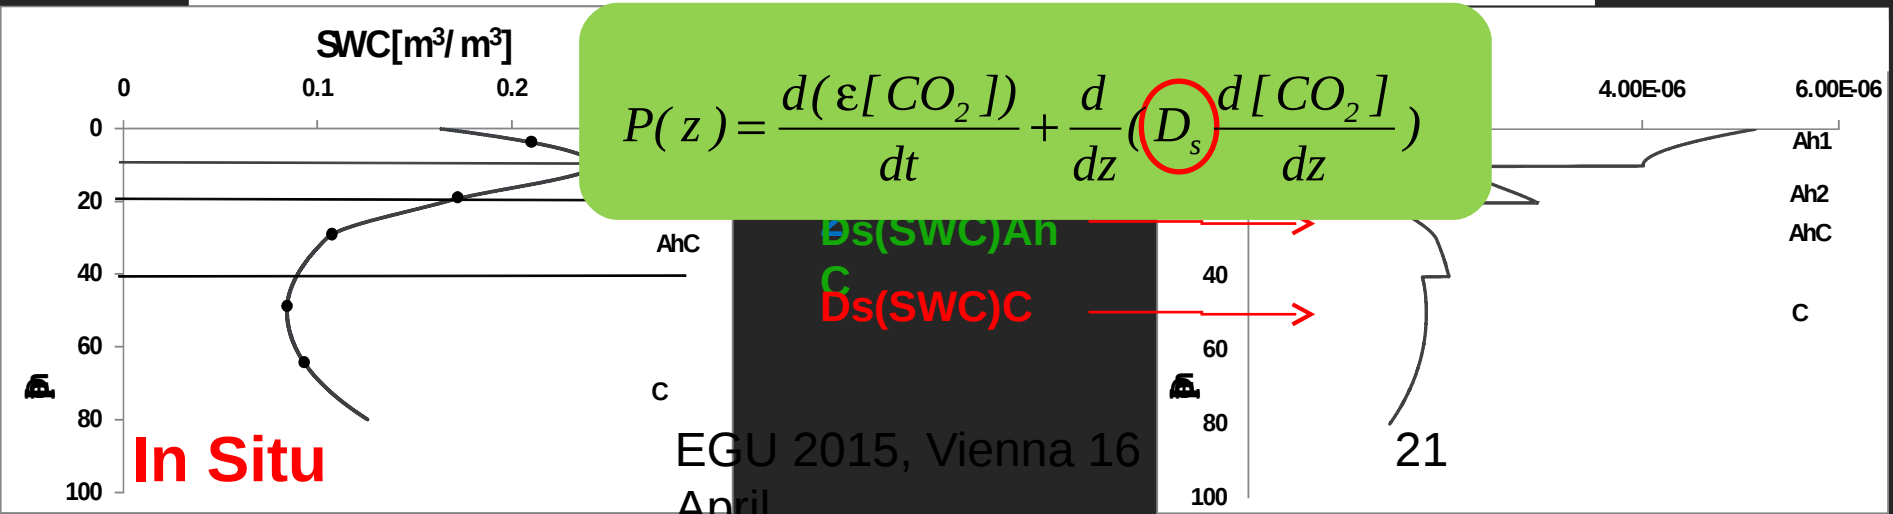 SWC[m³/ m³]
0 0.1 0.2
4.00E-06 6.00E-06
P( z ) = d( ε[ CO₂ ]) / dt + d / dz ( Dₛ d [ CO₂ ] / dz )
0
20
40
60
80
100
AhC
C
Ds(SWC)Ah
C
Ds(SWC)C
40
60
80
100
Ah1
Ah2
AhC
C
In Situ
EGU 2015, Vienna 16
April
21